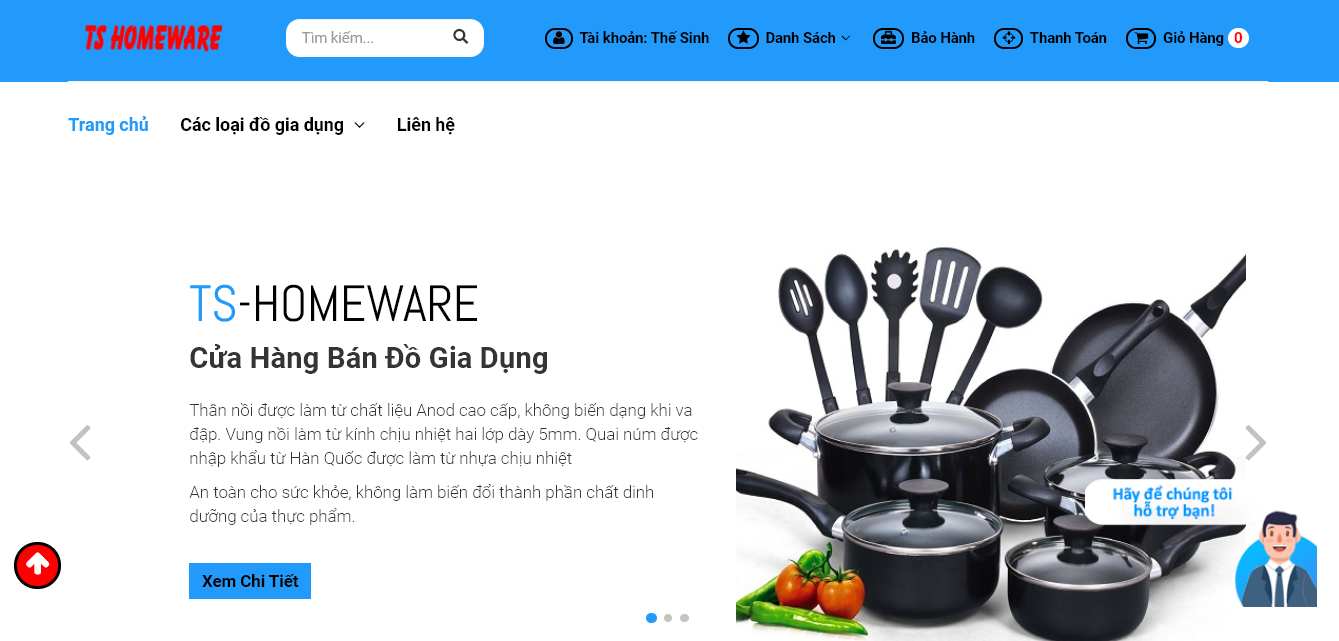 TS HOMEWARE
Tìm kiếm...
Tài khoản: Thế Sinh
Danh Sách
Bảo Hành
Thanh Toán
Giỏ Hàng 0
Trang chủ
Các loại đồ gia dụng
Liên hệ
TS-HOMEWARE
Cửa Hàng Bán Đồ Gia Dụng
Thân nồi được làm từ chất liệu Anod cao cấp, không biến dạng khi va
đập. Vung nồi làm từ kính chịu nhiệt hai lớp dày 5mm. Quai núm được
nhập khẩu từ Hàn Quốc được làm từ nhựa chịu nhiệt
An toàn cho sức khỏe, không làm biến đổi thành phần chất dinh
dưỡng của thực phẩm.
Xem Chi Tiết
Hãy để chúng tôi
hỗ trợ bạn!